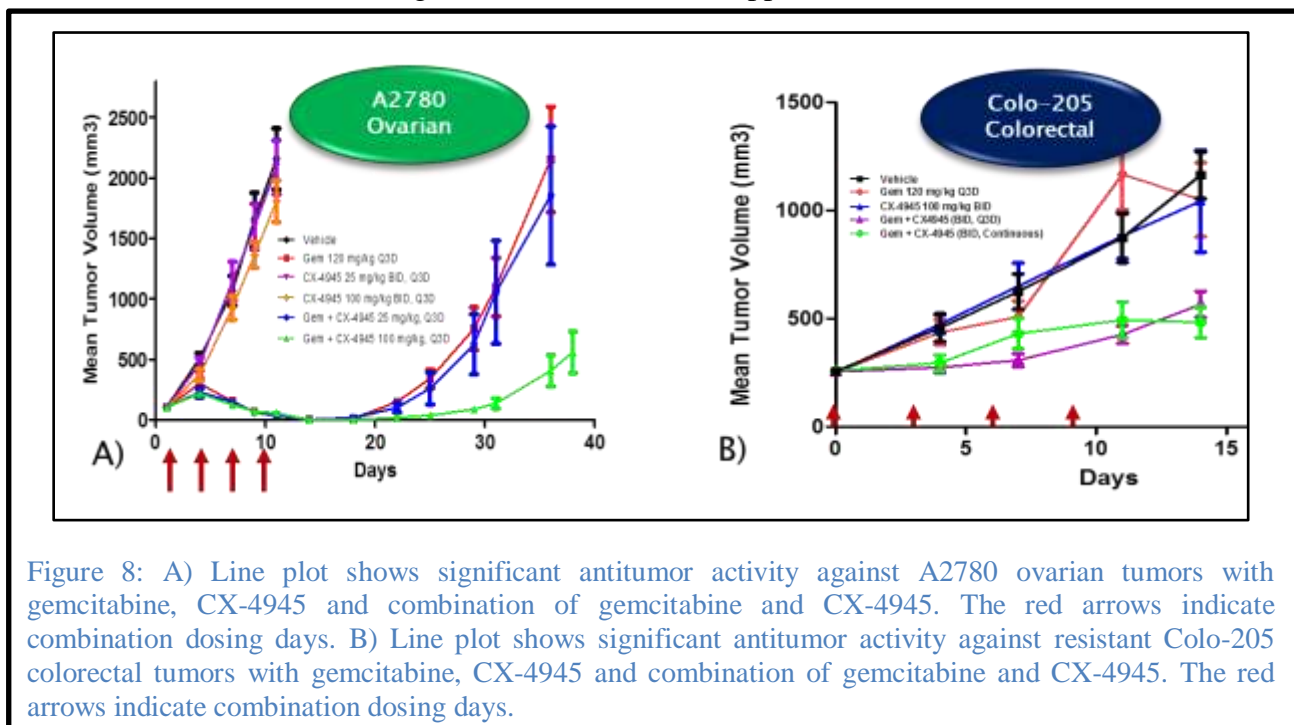 A2780
Ovarian
Mean Tumor Volume (mm3)
2500
2000
1500
1000
500
0
Vehicle
Gem 120 mg/kg Q3D
CX-4945 25 mg/kg BID, Q3D
CX-4945 100 mg/kg BID, Q3D
Gem + CX-4945 25 mg/kg, Q3D
Gem + CX-4945 100 mg/kg, Q3D
0 10 20 30 40
Days
A)
Colo-205
Colorectal
Mean Tumor Volume (mm3)
1500
1000
500
0
Vehicle
Gem 120 mg/kg Q3D
CX-4945 100 mg/kg BID
Gem + CX4945 (BID, Q3D)
Gem + CX-4945 (BID, Continuous)
0 5 10 15
Days
B)
Figure 8: A) Line plot shows significant antitumor activity against A2780 ovarian tumors with
gemcitabine, CX-4945 and combination of gemcitabine and CX-4945. The red arrows indicate
combination dosing days. B) Line plot shows significant antitumor activity against resistant Colo-205
colorectal tumors with gemcitabine, CX-4945 and combination of gemcitabine and CX-4945. The red
arrows indicate combination dosing days.